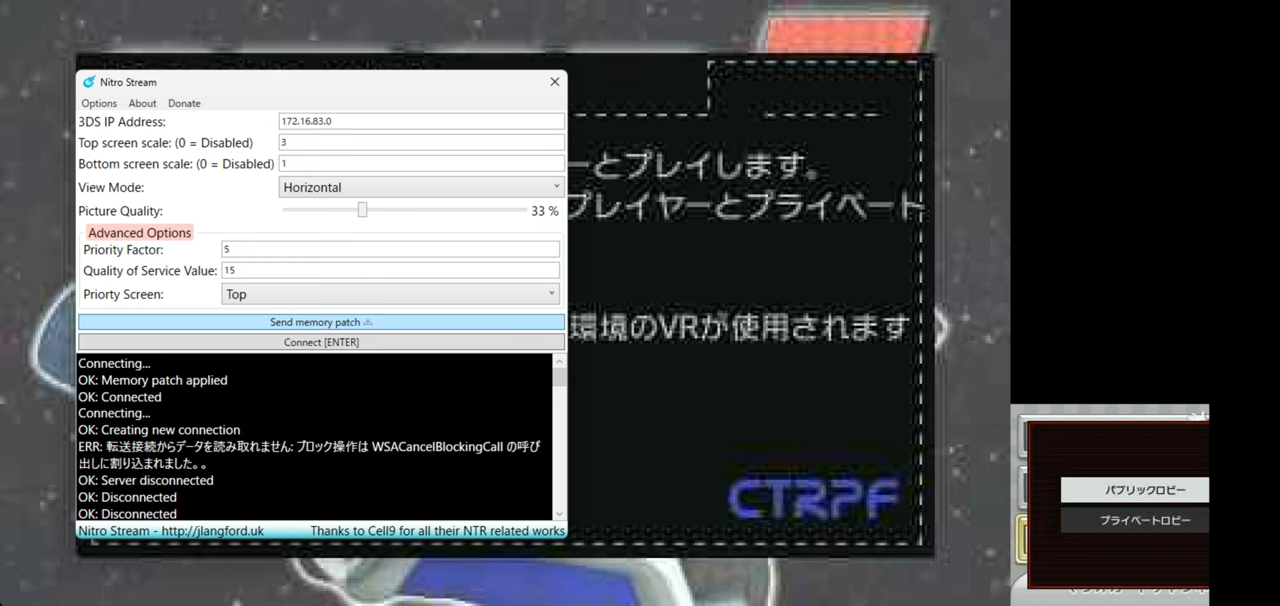 Nitro Stream
Options About Donate
3DS IP Address: 172.16.83.0
Top screen scale: (0 = Disabled) 3
Bottom screen scale: (0 = Disabled) 1
View Mode: Horizontal
Picture Quality: 33 %
Advanced Options
Priority Factor: 5
Quality of Service Value: 15
Priorty Screen: Top
Send memory patch ⚠
Connect [ENTER]
Connecting...
OK: Memory patch applied
OK: Connected
Connecting...
OK: Creating new connection
ERR: 転送接続からデータを読み取れません: ブロック操作は WSACancelBlockingCall の呼び
出しに割り込まれました。。
OK: Server disconnected
OK: Disconnected
OK: Disconnected
Nitro Stream - http://jlangford.uk Thanks to Cell9 for all their NTR related works
ーとプレイします。
プレイヤーとプライベート
環境のVRが使用されます
CTRPF
パブリックロビー
プライベートロビー